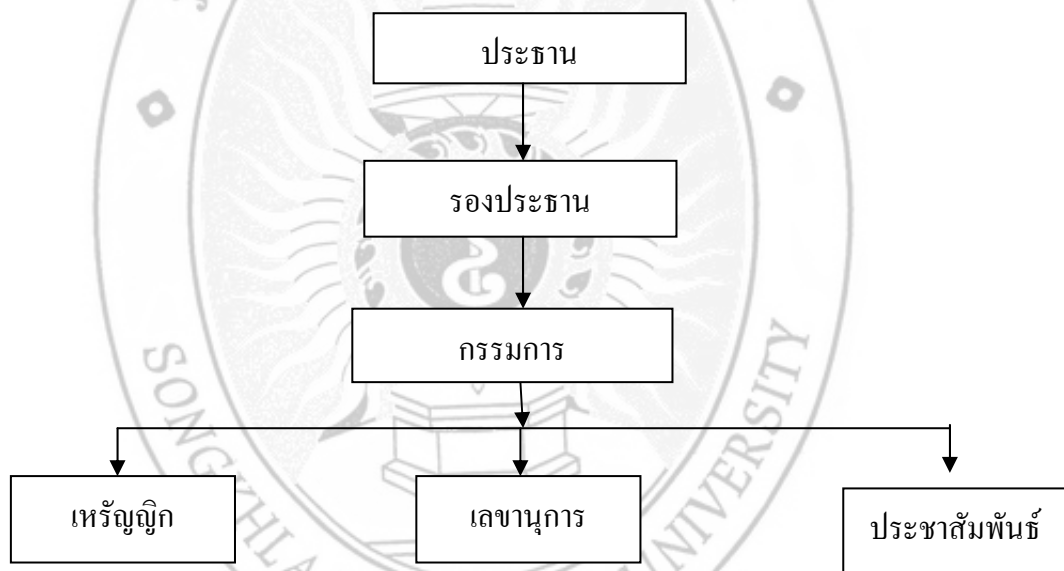 ประธาน
รองประธาน
กรรมการ
เหรัญญิก
เลขานุการ
ประชาสัมพันธ์
SONGKHLA
UNIVERSITY